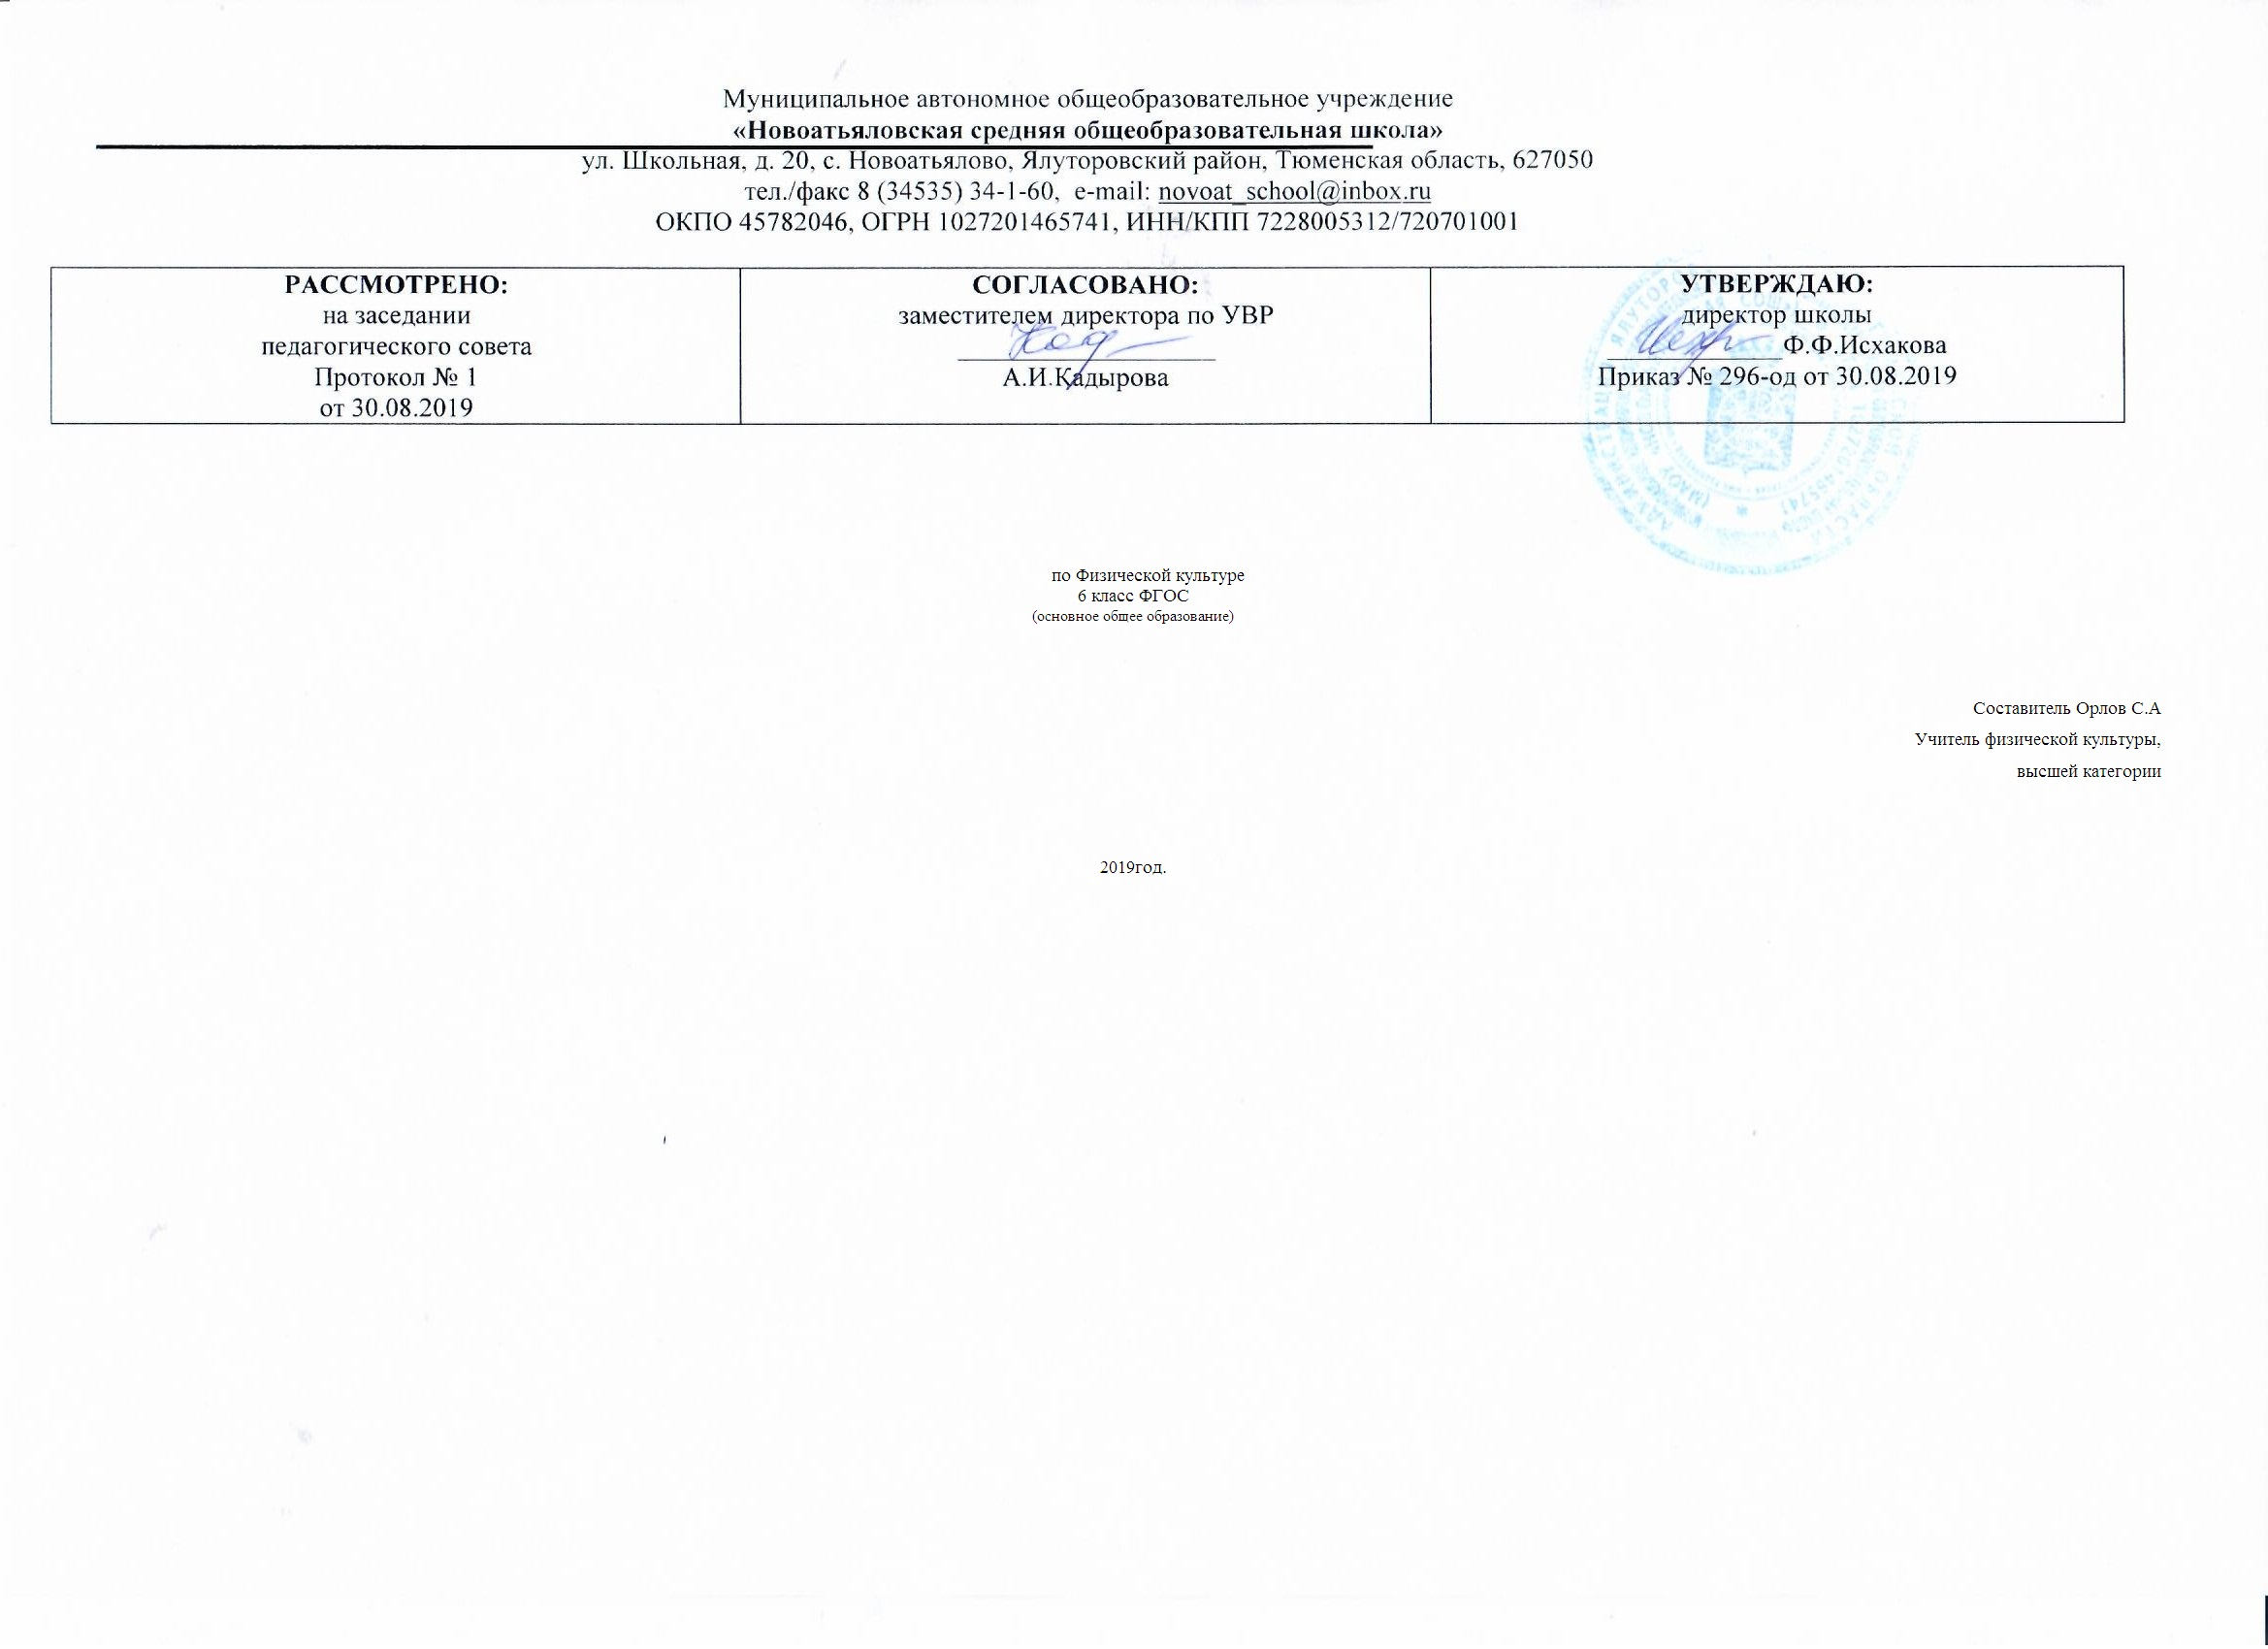 Муниципальное автономное общеобразовательное учреждение
«Новоатьяловская средняя общеобразовательная школа»
ул. Школьная, д. 20, с. Новоатьялово, Ялуторовский район, Тюменская область, 627050
тел./факс 8 (34535) 34-1-60, e-mail: novoat_school@inbox.ru
ОКПО 45782046, ОГРН 1027201465741, ИНН/КПП 7228005312/720701001
РАССМОТРЕНО:
на заседании
педагогического совета
Протокол № 1
от 30.08.2019
СОГЛАСОВАНО:
заместителем директора по УВР
А.И.Кадырова
УТВЕРЖДАЮ:
директор школы
Ф.Ф.Исхакова
Приказ № 296-од от 30.08.2019
по Физической культуре
6 класс ФГОС
(основное общее образование)
Составитель Орлов С.А
Учитель физической культуры,
высшей категории
2019год.